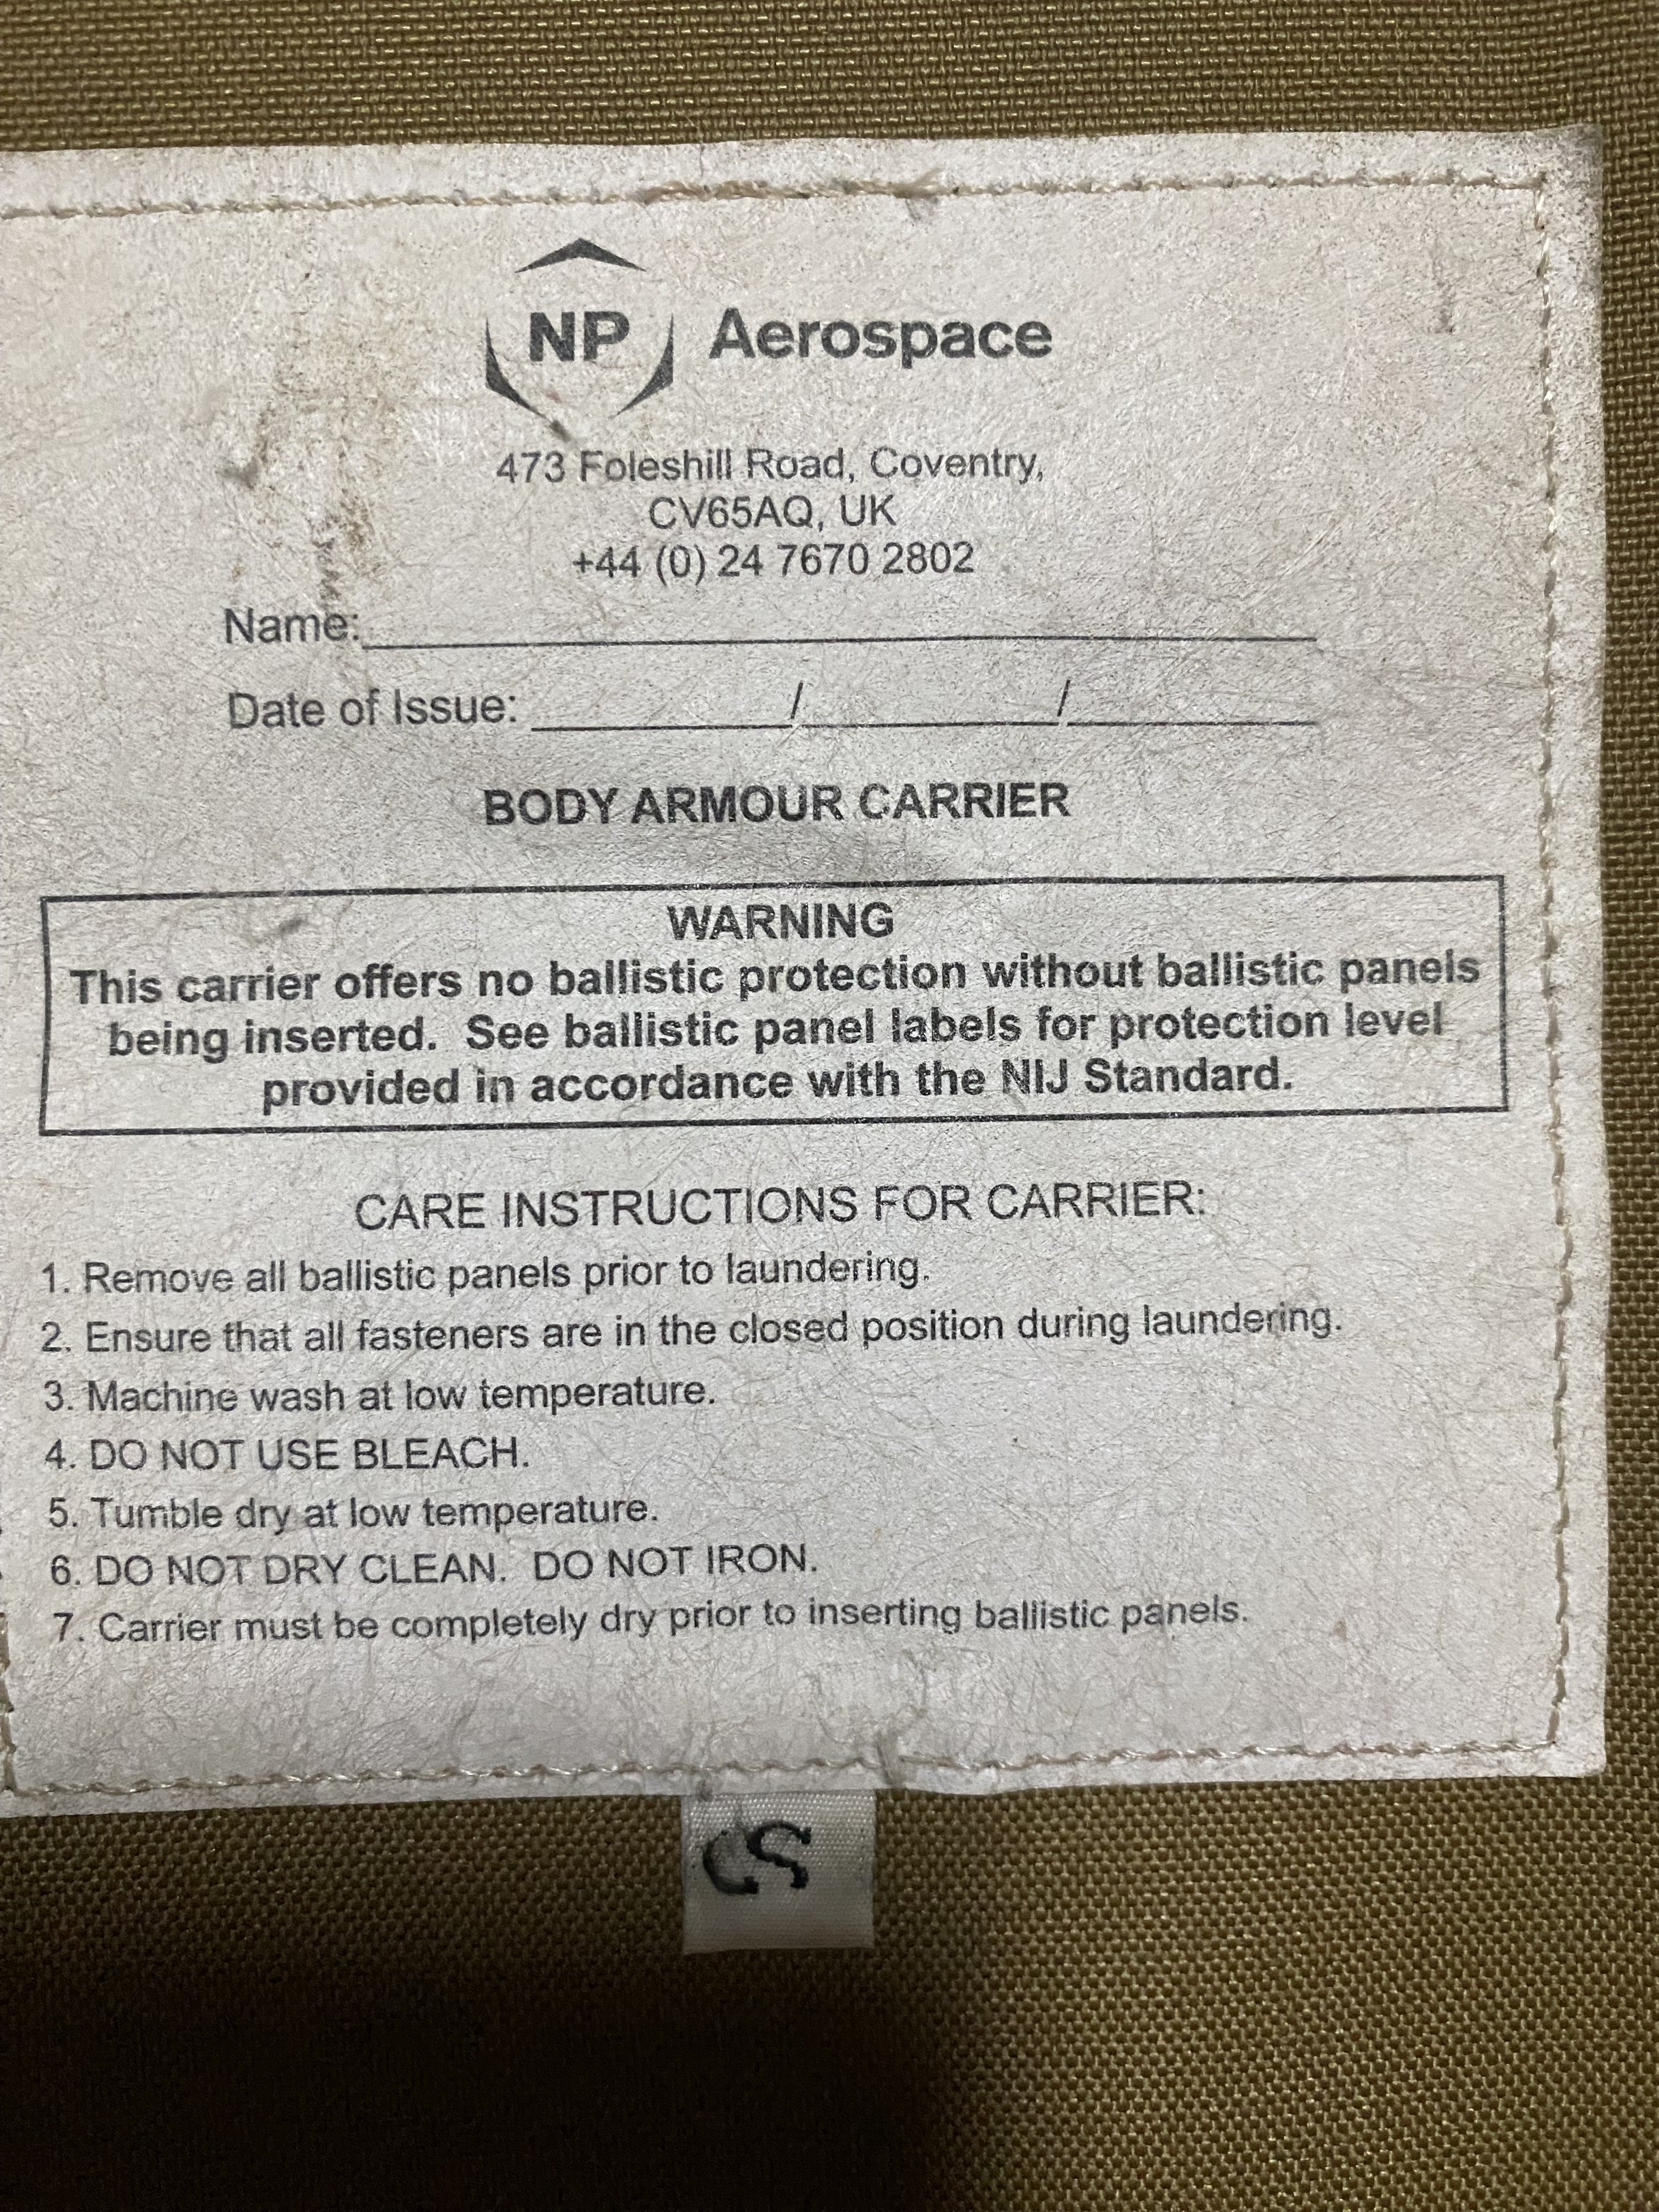 NP Aerospace
473 Foleshill Road, Coventry,
CV65AQ, UK
+44 (0) 24 7670 2802
Name:
Date of Issue: / /
BODY ARMOUR CARRIER
WARNING
This carrier offers no ballistic protection without ballistic panels
being inserted. See ballistic panel labels for protection level
provided in accordance with the NIJ Standard.
CARE INSTRUCTIONS FOR CARRIER:
1. Remove all ballistic panels prior to laundering.
2. Ensure that all fasteners are in the closed position during laundering.
3. Machine wash at low temperature.
4. DO NOT USE BLEACH.
5. Tumble dry at low temperature.
6. DO NOT DRY CLEAN. DO NOT IRON.
7. Carrier must be completely dry prior to inserting ballistic panels.